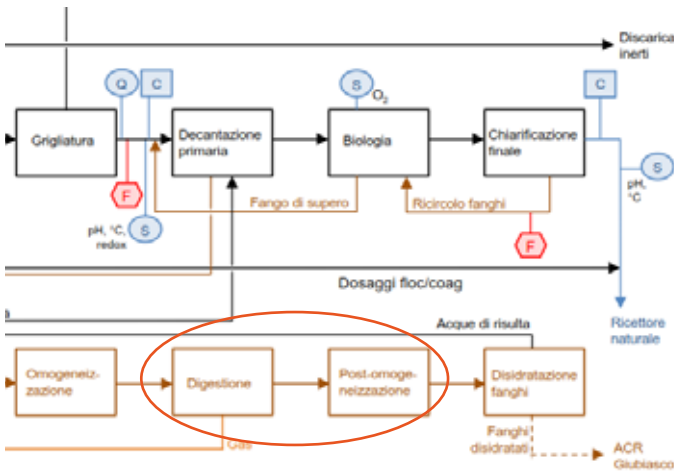 Discarica
inerti
Q
C
S
O2
C
Grigliatura
Decantazione
primaria
Biologia
Chiarificazione
finale
S
pH,
°C
F
Fango di supero
Ricircolo fanghi
pH, °C,
redox
S
F
Dosaggi floc/coag
a
Acque di risulta
Ricettore
naturale
Omogeneiz-
zazione
Digestione
Post-omoge-
neizzazione
Disidratazione
fanghi
Gas
Fanghi
disidratati
ACR
Giubiasco